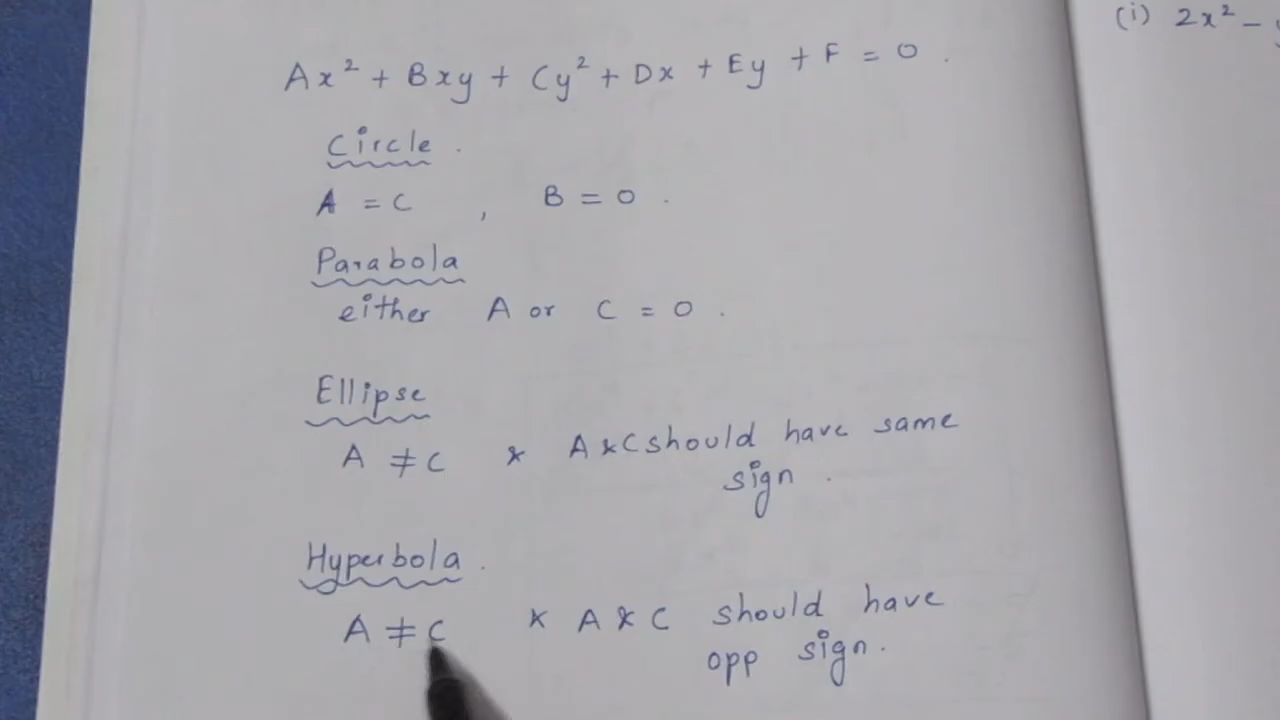 Ax² + Bxy + Cy² + Dx + Ey + F = 0 .
Circle .
A = C , B = 0 .
Parabola
either A or C = 0 .
Ellipse
A ≠ C & A & C should have same
sign .
Hyperbola .
A ≠ C & A & C should have
opp sign.
(i) 2x² -